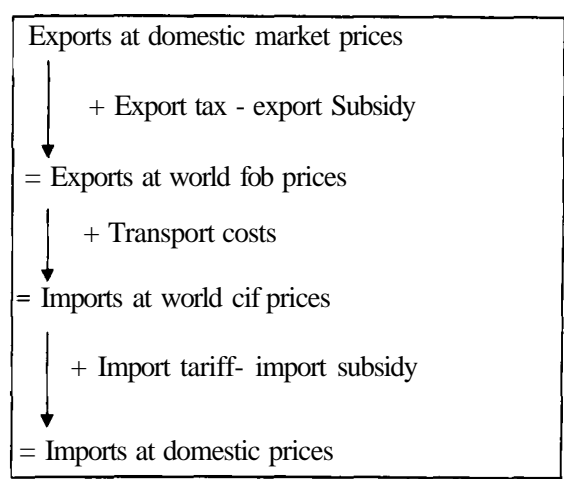 Exports at domestic market prices
+ Export tax - export Subsidy
= Exports at world fob prices
+ Transport costs
= Imports at world cif prices
+ Import tariff- import subsidy
= Imports at domestic prices